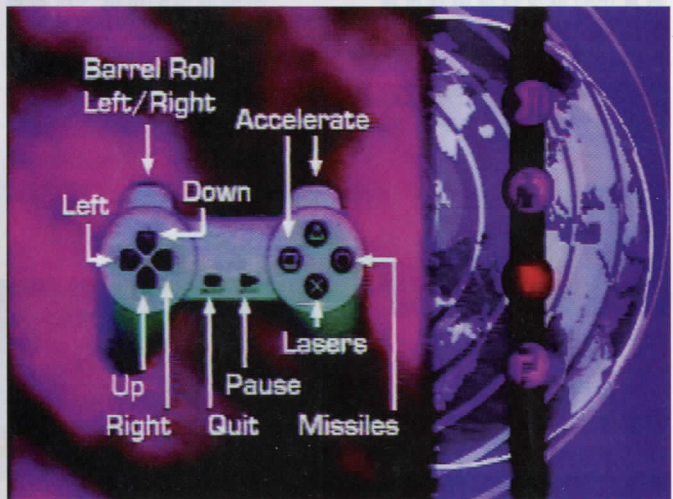 Barrel Roll
Left/Right
Accelerate
Left
Down
Lasers
Up
Pause
Right
Quit
Missiles